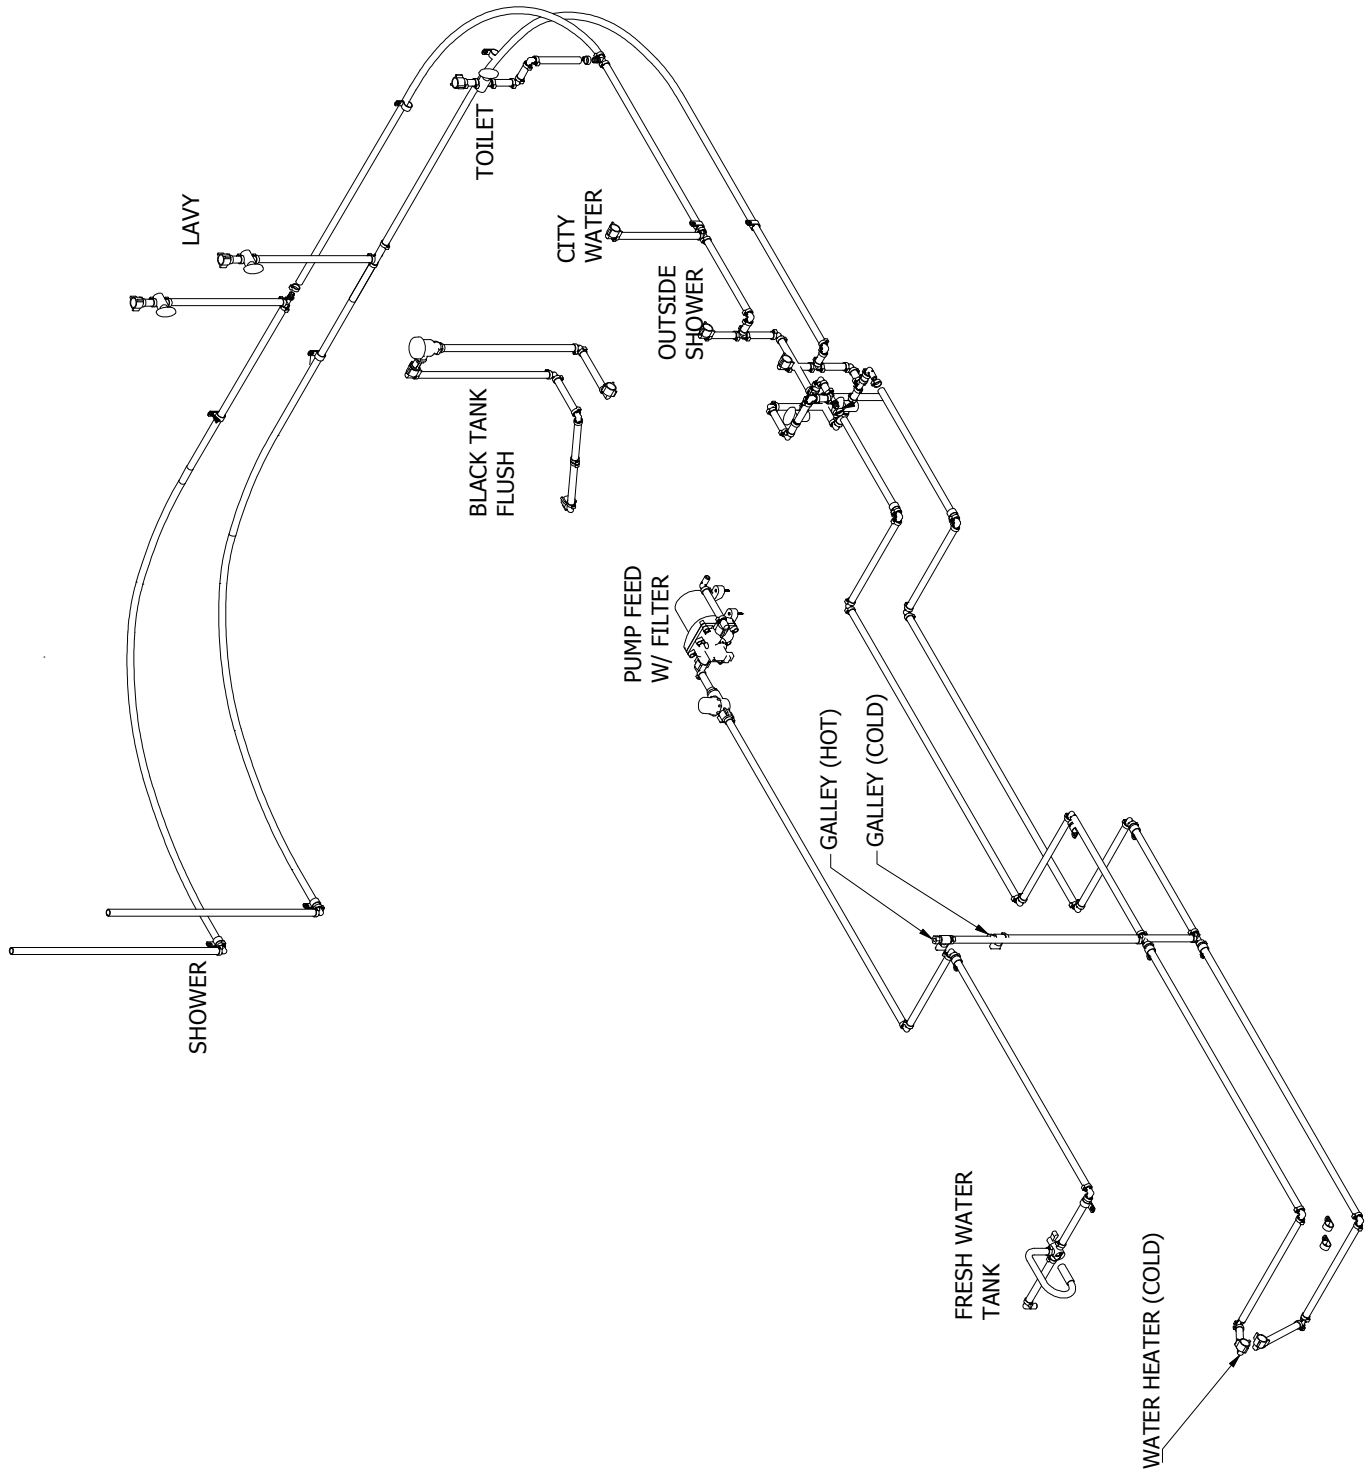 LAVY
TOILET
CITY
WATER
OUTSIDE
SHOWER
BLACK TANK
FLUSH
PUMP FEED
W/ FILTER
GALLEY (HOT)
GALLEY (COLD)
SHOWER
FRESH WATER
TANK
WATER HEATER (COLD)